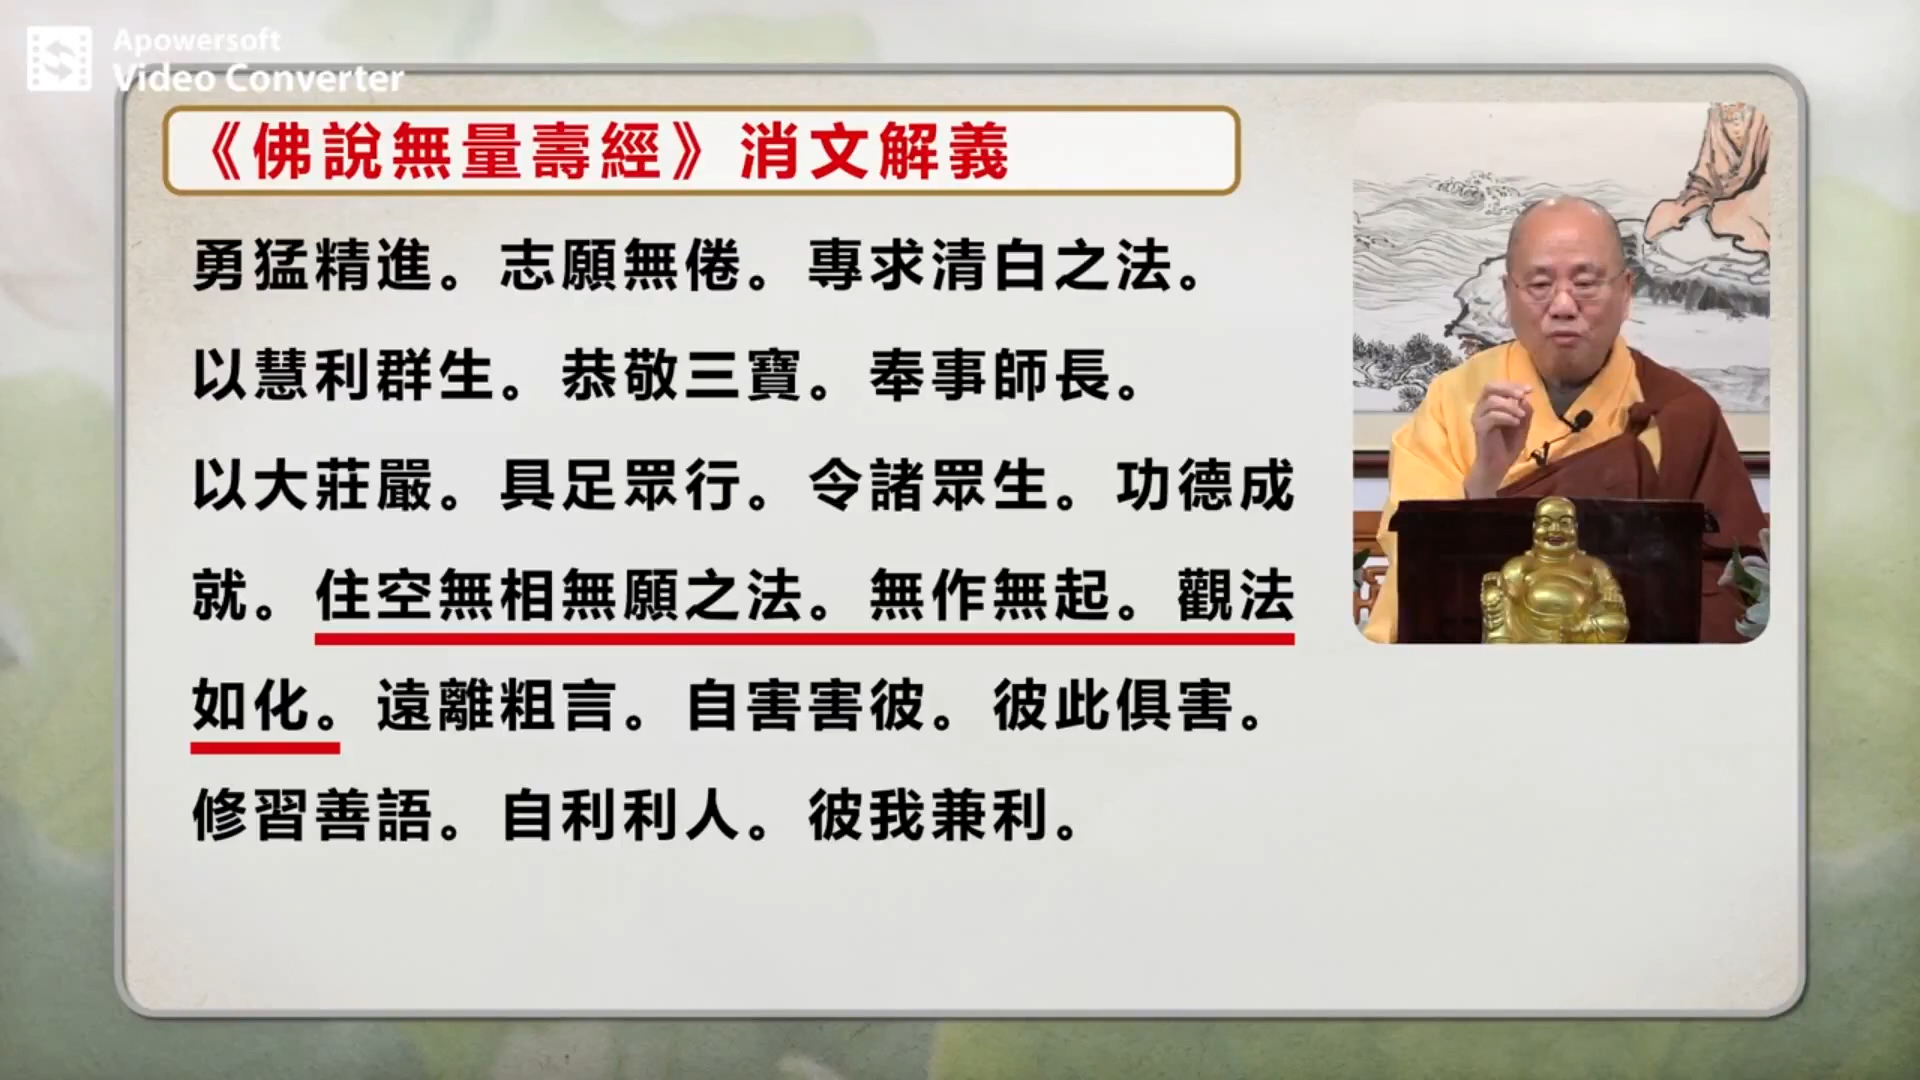 Apowersoft
Video Converter
《佛說無量壽經》消文解義
勇猛精進。志願無倦。專求清白之法。
以慧利群生。恭敬三寶。奉事師長。
以大莊嚴。具足眾行。令諸眾生。功德成
就。住空無相無願之法。無作無起。觀法
如化。遠離粗言。自害害彼。彼此俱害。
修習善語。自利利人。彼我兼利。